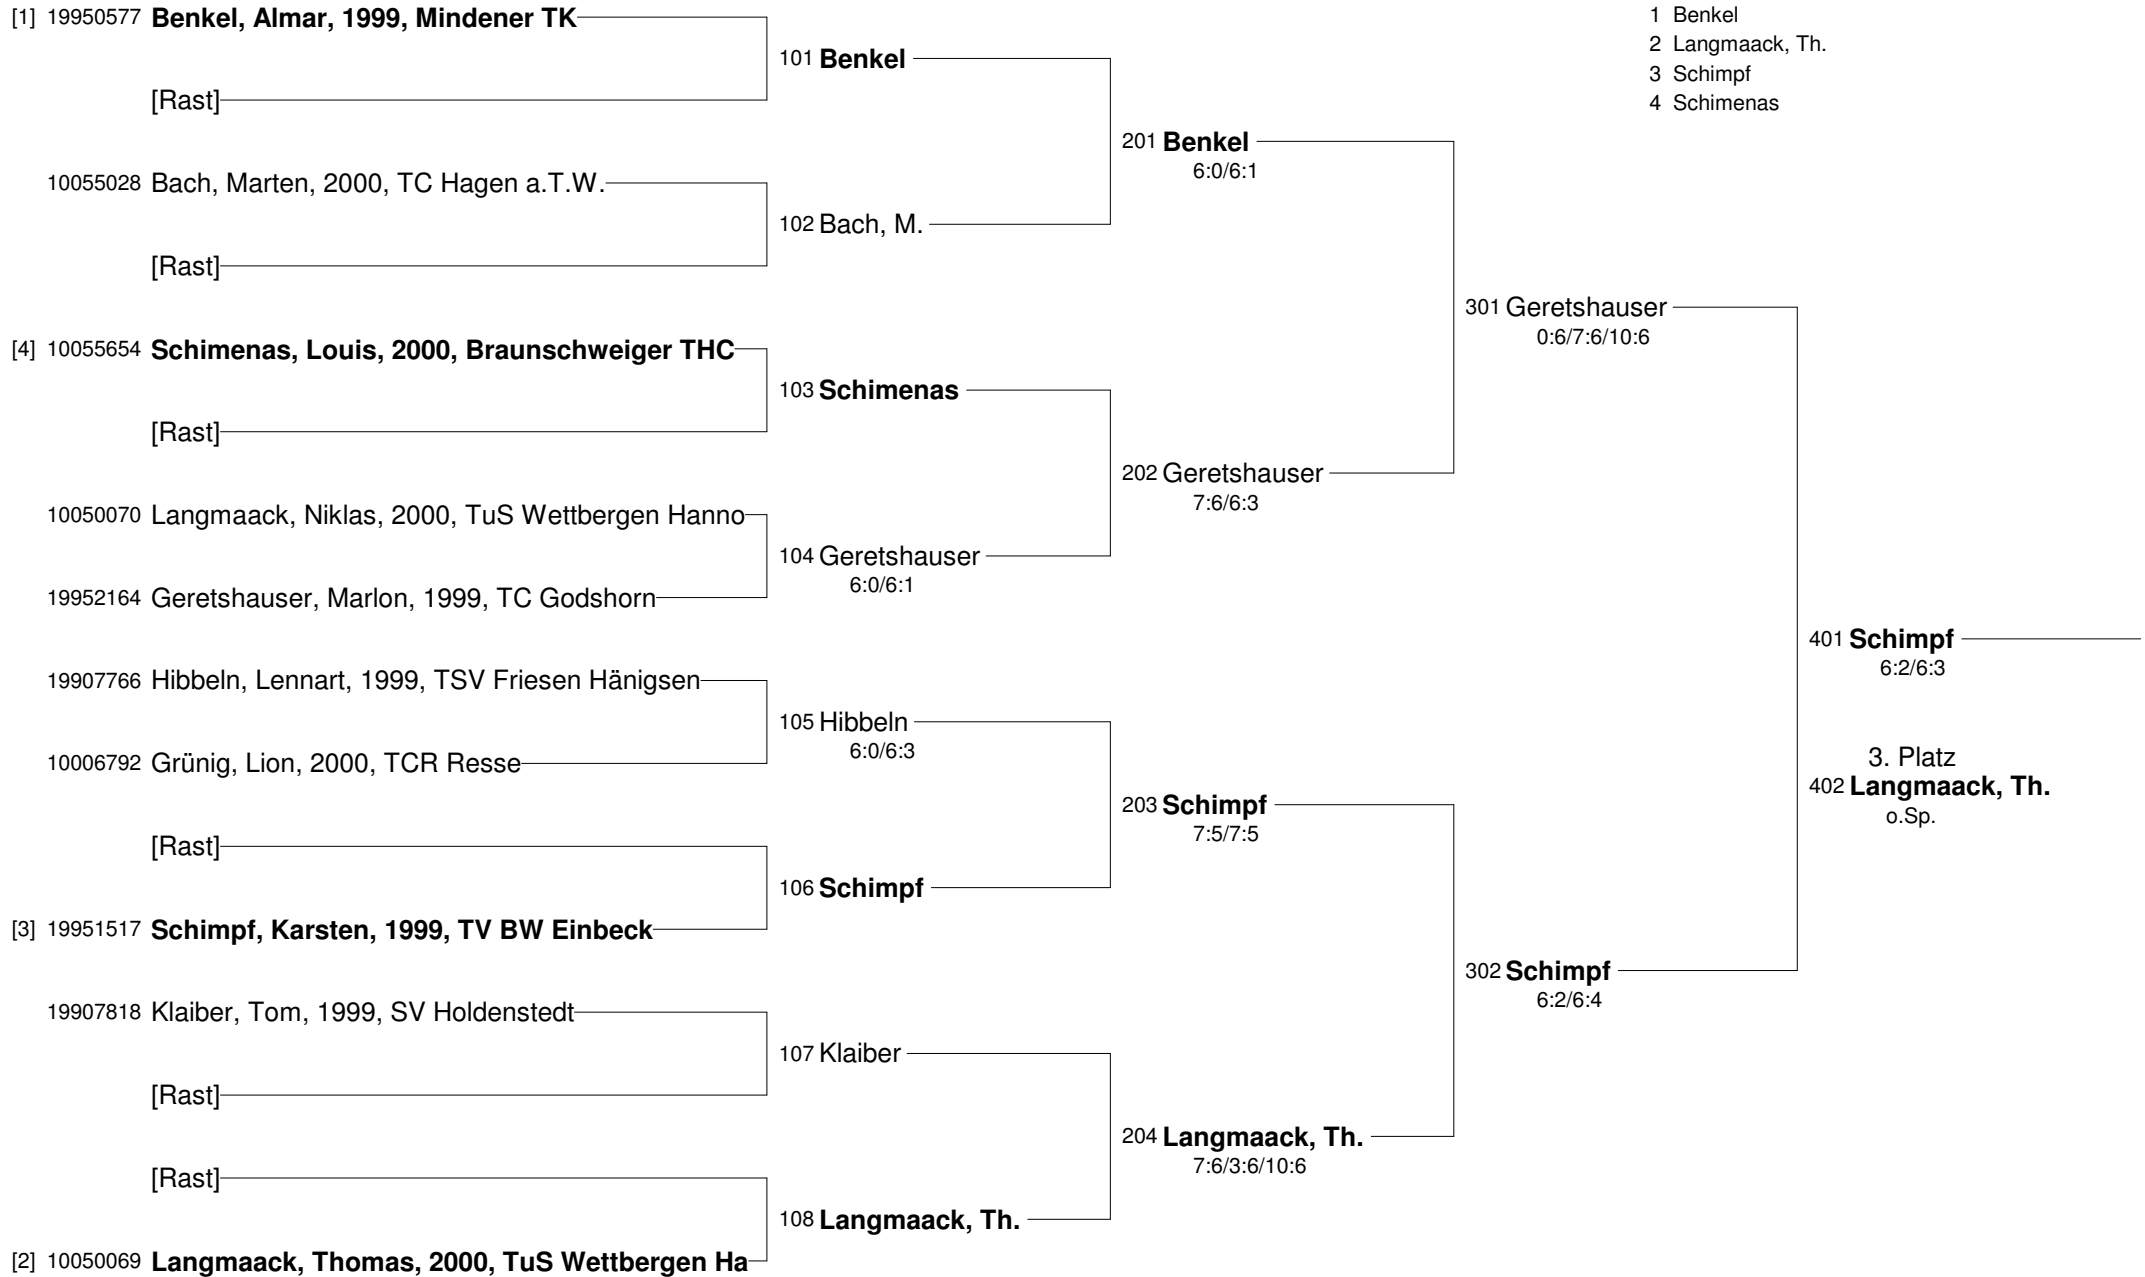 [1] 19950577 Benkel, Almar, 1999, Mindener TK
[Rast]
10055028 Bach, Marten, 2000, TC Hagen a.T.W.
[Rast]
[4] 10055654 Schimenas, Louis, 2000, Braunschweiger THC
[Rast]
10050070 Langmaack, Niklas, 2000, TuS Wettbergen Hanno
19952164 Geretshauser, Marlon, 1999, TC Godshorn
19907766 Hibbeln, Lennart, 1999, TSV Friesen Hänigsen
10006792 Grünig, Lion, 2000, TCR Resse
[Rast]
[3] 19951517 Schimpf, Karsten, 1999, TV BW Einbeck
19907818 Klaiber, Tom, 1999, SV Holdenstedt
[Rast]
[Rast]
[2] 10050069 Langmaack, Thomas, 2000, TuS Wettbergen Ha
101 Benkel
102 Bach, M.
103 Schimenas
104 Geretshauser
6:0/6:1
105 Hibbeln
6:0/6:3
106 Schimpf
107 Klaiber
108 Langmaack, Th.
201 Benkel
6:0/6:1
202 Geretshauser
7:6/6:3
203 Schimpf
7:5/7:5
204 Langmaack, Th.
7:6/3:6/10:6
301 Geretshauser
0:6/7:6/10:6
302 Schimpf
6:2/6:4
401 Schimpf
6:2/6:3
3. Platz
402 Langmaack, Th.
o.Sp.
1 Benkel
2 Langmaack, Th.
3 Schimpf
4 Schimenas